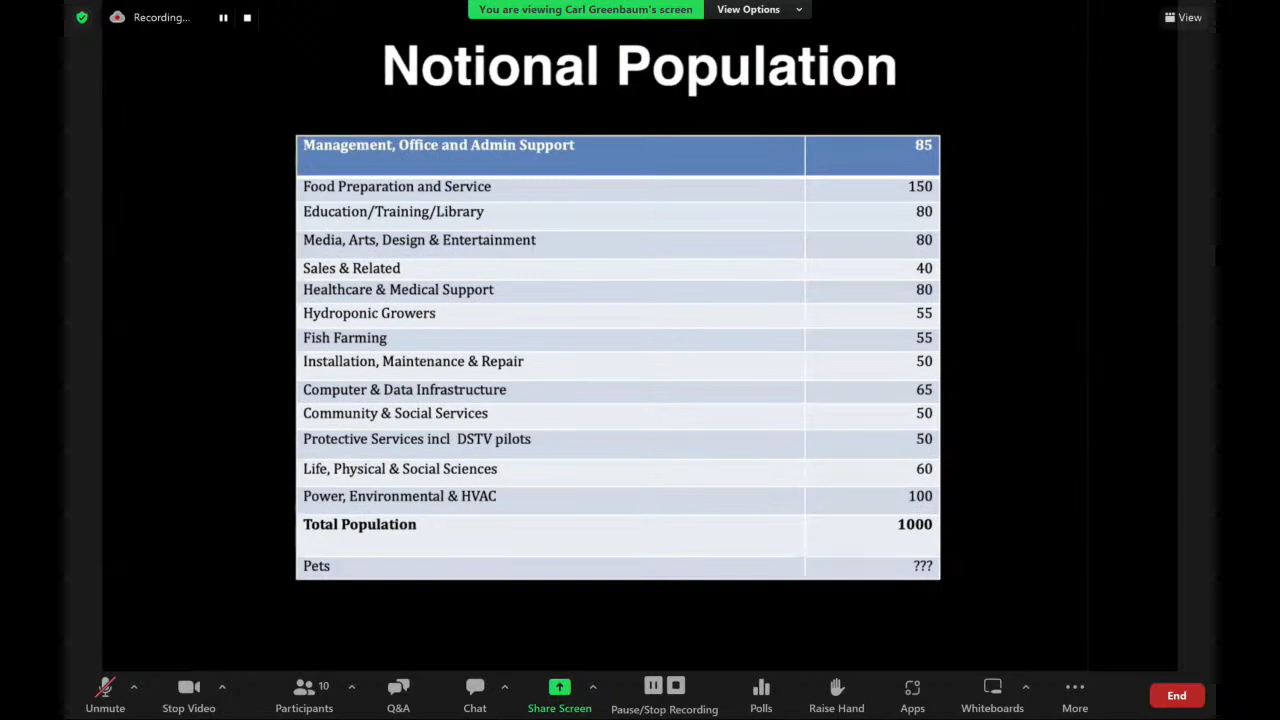 Recording...
You are viewing Carl Greenbaum's screen View Options
View
Notional Population
Management, Office and Admin Support 85
Food Preparation and Service 150
Education/Training/Library 80
Media, Arts, Design & Entertainment 80
Sales & Related 40
Healthcare & Medical Support 80
Hydroponic Growers 55
Fish Farming 55
Installation, Maintenance & Repair 50
Computer & Data Infrastructure 65
Community & Social Services 50
Protective Services incl DSTV pilots 50
Life, Physical & Social Sciences 60
Power, Environmental & HVAC 100
Total Population 1000
Pets ???
10
Unmute Stop Video Participants Q&A Chat Share Screen Pause/Stop Recording Polls Raise Hand Apps Whiteboards More End